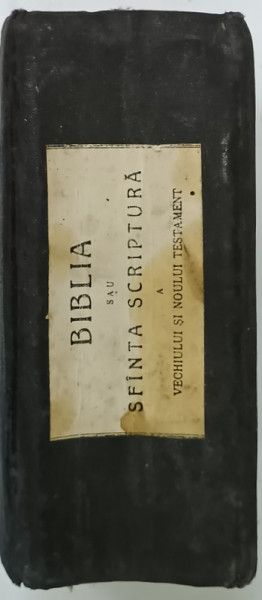 BIBLIA
SAU
SFÎNTA SCRIPTURĂ
A
VECHIULUI ȘI NOULUI TESTAMENT